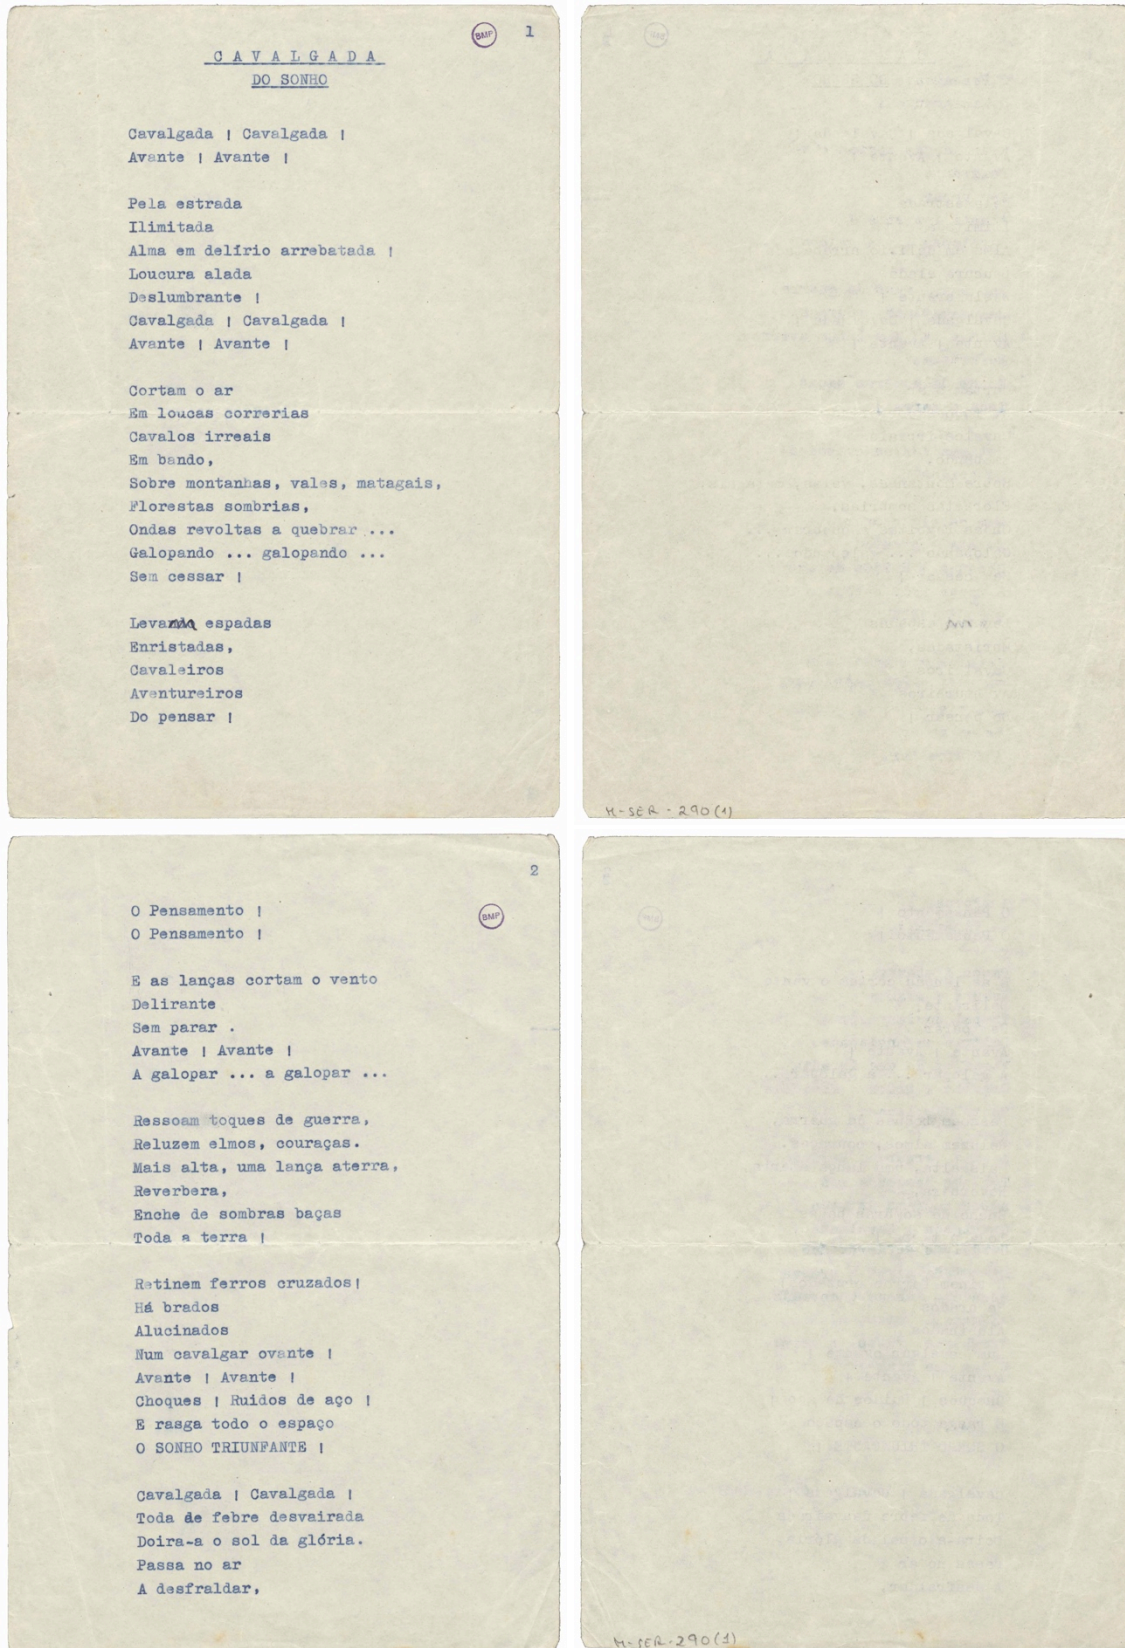 BMP 1
C A V A L G A D A
DO SONHO
Cavalgada ! Cavalgada !
Avante ! Avante !
Pela estrada
Ilimitada
Alma em delírio arrebatada !
Loucura alada
Deslumbrante !
Cavalgada ! Cavalgada !
Avante ! Avante !
Cortam o ar
Em loucas correrias
Cavalos irreais
Em bando,
Sobre montanhas, vales, matagais,
Florestas sombrias,
Ondas revoltas a quebrar ...
Galopando ... galopando ...
Sem cessar !
Levam espadas
Enristadas,
Cavaleiros
Aventureiros
Do pensar !
M-SER-290(1)
2
O Pensamento !
BMP
O Pensamento !
E as lanças cortam o vento
Delirante
Sem parar .
Avante ! Avante !
A galopar ... a galopar ...
Ressoam toques de guerra,
Reluzem elmos, couraças.
Mais alta, uma lança aterra,
Reverbera,
Enche de sombras baças
Toda a terra !
Retinem ferros cruzados!
Há brados
Alucinados
Num cavalgar ovante !
Avante ! Avante !
Choques ! Ruidos de aço !
E rasga todo o espaço
O SONHO TRIUNFANTE !
Cavalgada ! Cavalgada !
Toda de febre desvairada
Doira-a o sol da glória.
Passa no ar
A desfraldar,
M-SER-290(1)